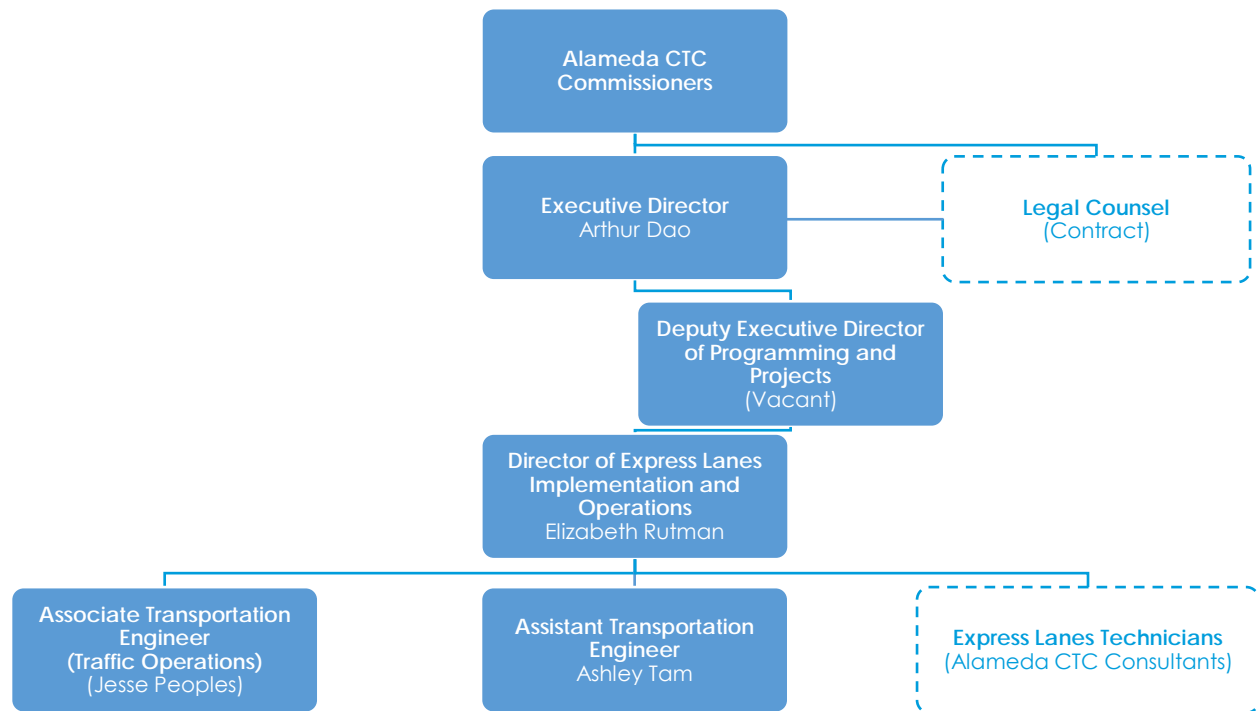 Alameda CTC
Commissioners
Executive Director
Arthur Dao
Legal Counsel
(Contract)
Deputy Executive Director
of Programming and
Projects
(Vacant)
Director of Express Lanes
Implementation and
Operations
Elizabeth Rutman
Associate Transportation
Engineer
(Traffic Operations)
(Jesse Peoples)
Assistant Transportation
Engineer
Ashley Tam
Express Lanes Technicians
(Alameda CTC Consultants)